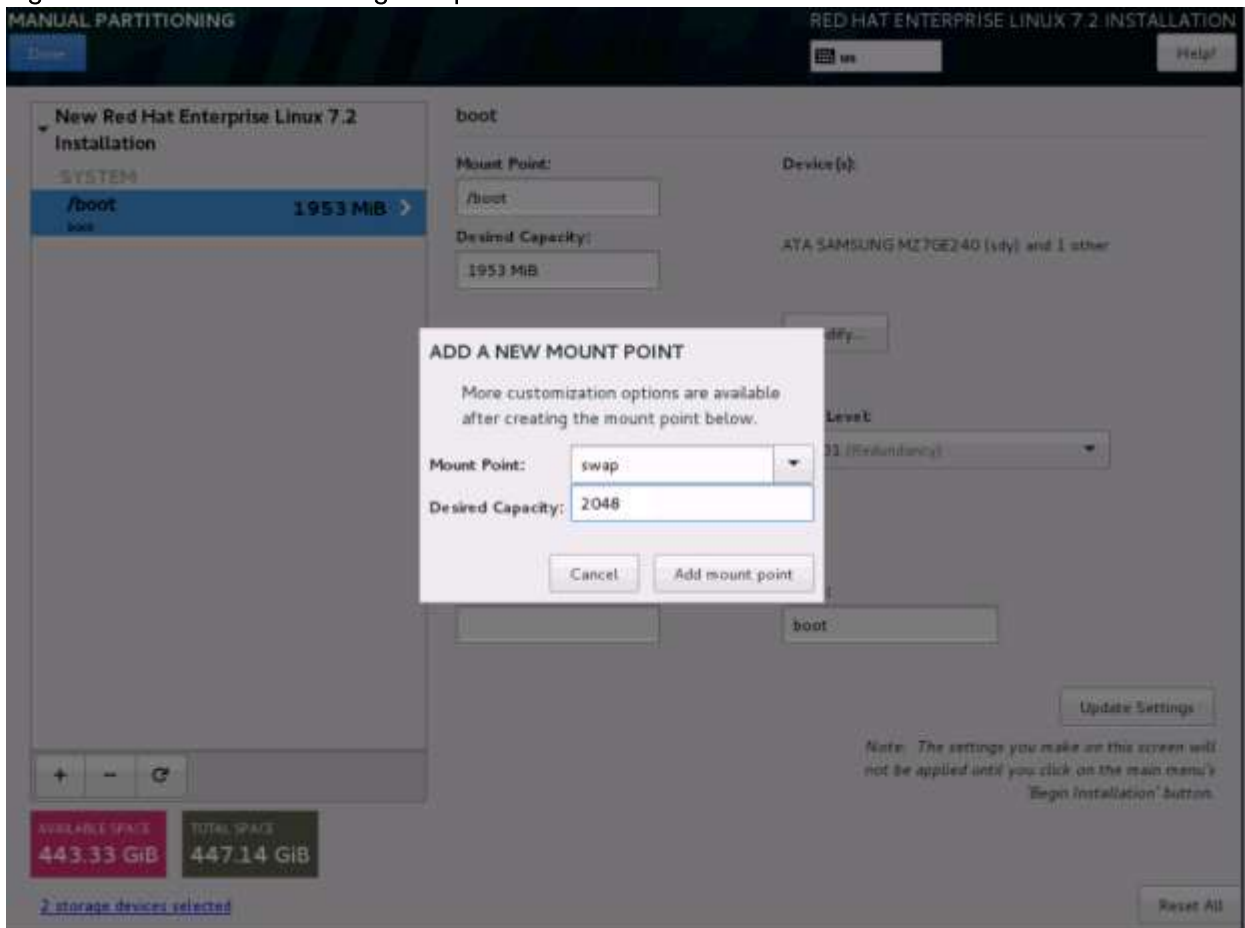 MANUAL PARTITIONING
RED HAT ENTERPRISE LINUX 7.2 INSTALLATION
Done
us
Help!
New Red Hat Enterprise Linux 7.2
Installation
SYSTEM
/boot
1953 MiB
boot
boot
Mount Point:
/boot
Desired Capacity:
1953 MiB
Device(s):
ATA SAMSUNG MZ7GE240 (sdy) and 1 other
ADD A NEW MOUNT POINT
More customization options are available
after creating the mount point below.
Mount Point:
swap
Desired Capacity:
2048
Cancel
Add mount point
Level:
(Redundancy)
boot
Update Settings
Note: The settings you make on this screen will
not be applied until you click on the main menu's
'Begin Installation' button.
+ -
AVAILABLE SPACE
443.33 GiB
TOTAL SPACE
447.14 GiB
2 storage devices selected
Reset All